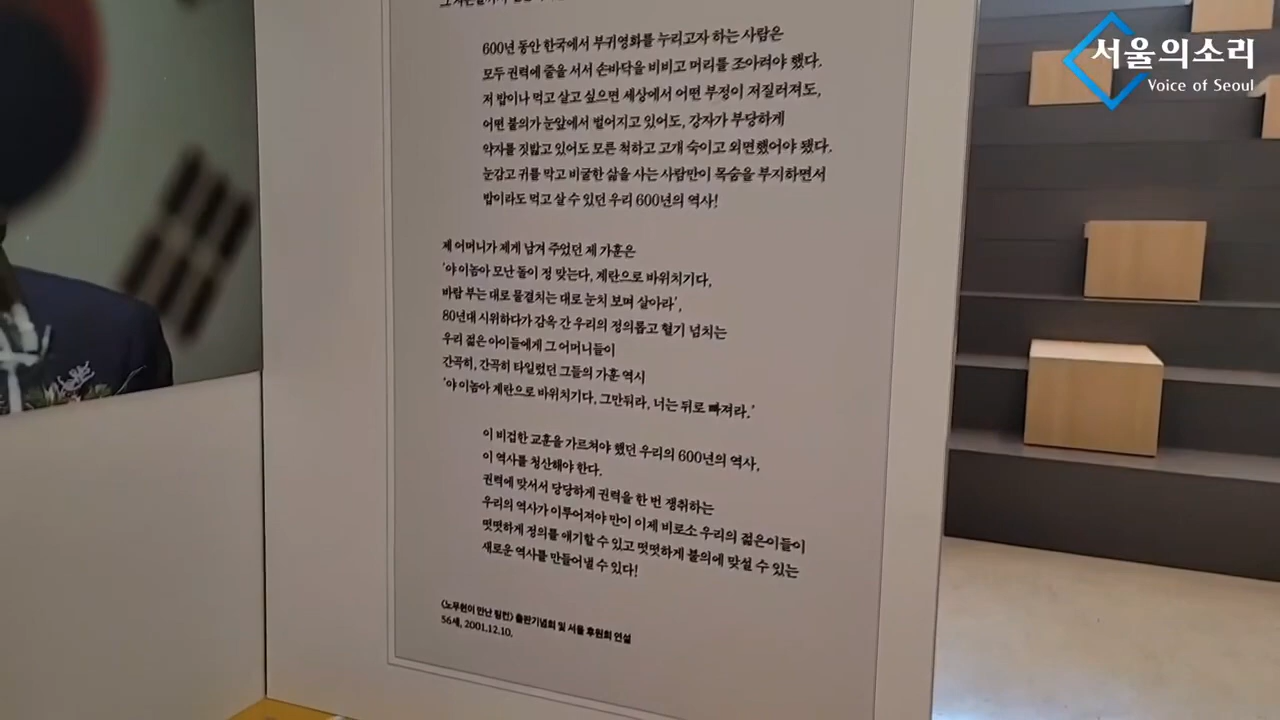 서울의소리
Voice of Seoul
600년 동안 한국에서 부귀영화를 누리고자 하는 사람은
모두 권력에 줄을 서서 손바닥을 비비고 머리를 조아려야 했다.
저 밥이나 먹고 살고 싶으면 세상에서 어떤 부정이 저질러져도,
어떤 불의가 눈앞에서 벌어지고 있어도, 강자가 부당하게
약자를 짓밟고 있어도 모른 척하고 고개 숙이고 외면했어야 됐다.
눈감고 귀를 막고 비굴한 삶을 사는 사람만이 목숨을 부지하면서
밥이라도 먹고 살 수 있던 우리 600년의 역사!
제 어머니가 제게 남겨 주었던 제 가훈은
'야 이놈아 모난 돌이 정 맞는다, 계란으로 바위치기다,
바람 부는 대로 물결치는 대로 눈치 보며 살아라',
80년대 시위하다가 감옥 간 우리의 정의롭고 혈기 넘치는
우리 젊은 아이들에게 그 어머니들이
간곡히, 간곡히 타일렀던 그들의 가훈 역시
'야 이놈아 계란으로 바위치기다, 그만둬라, 너는 뒤로 빠져라.'
이 비겁한 교훈을 가르쳐야 했던 우리의 600년의 역사,
이 역사를 청산해야 한다.
권력에 맞서서 당당하게 권력을 한 번 쟁취하는
우리의 역사가 이루어져야 만이 이제 비로소 우리의 젊은이들이
떳떳하게 정의를 얘기할 수 있고 떳떳하게 불의에 맞설 수 있는
새로운 역사를 만들어낼 수 있다!
〈노무현이 만난 링컨〉 출판기념회 및 서울 후원회 연설
56세, 2001.12.10.